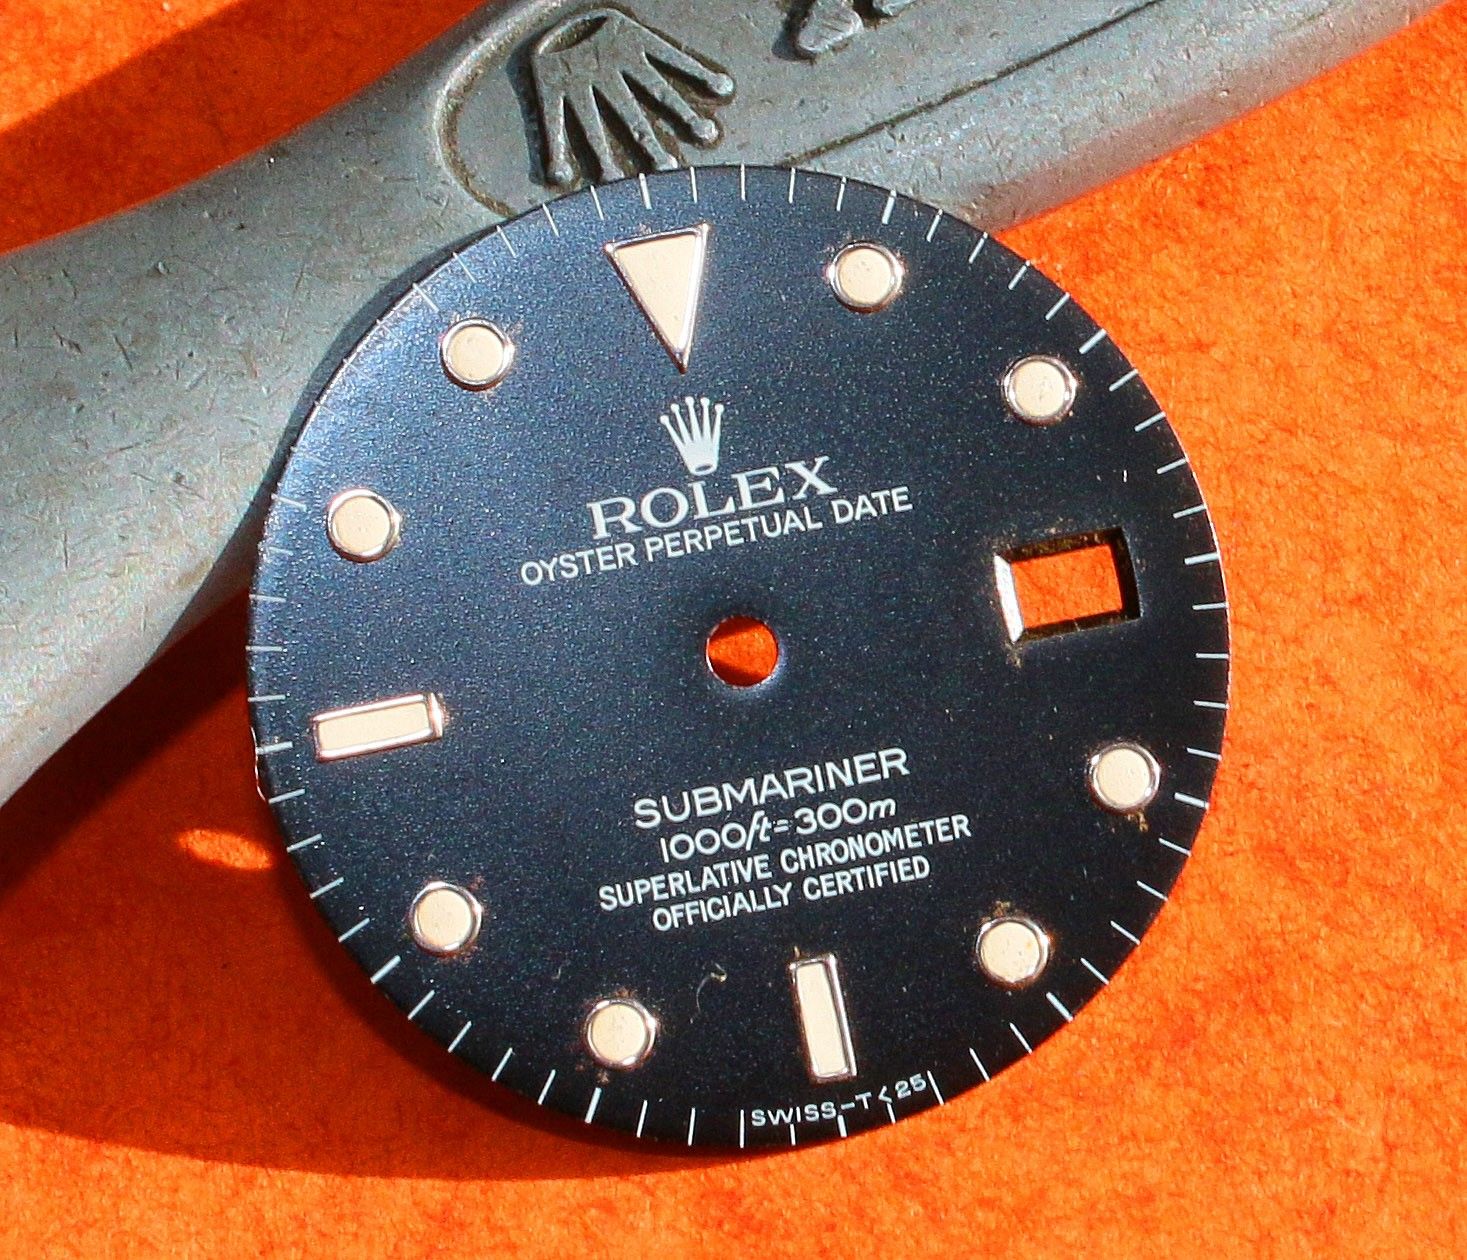 ROLEX
OYSTER PERPETUAL DATE
SUBMARINER
1000ft=300m
SUPERLATIVE CHRONOMETER
OFFICIALLY CERTIFIED
SWISS-T<25